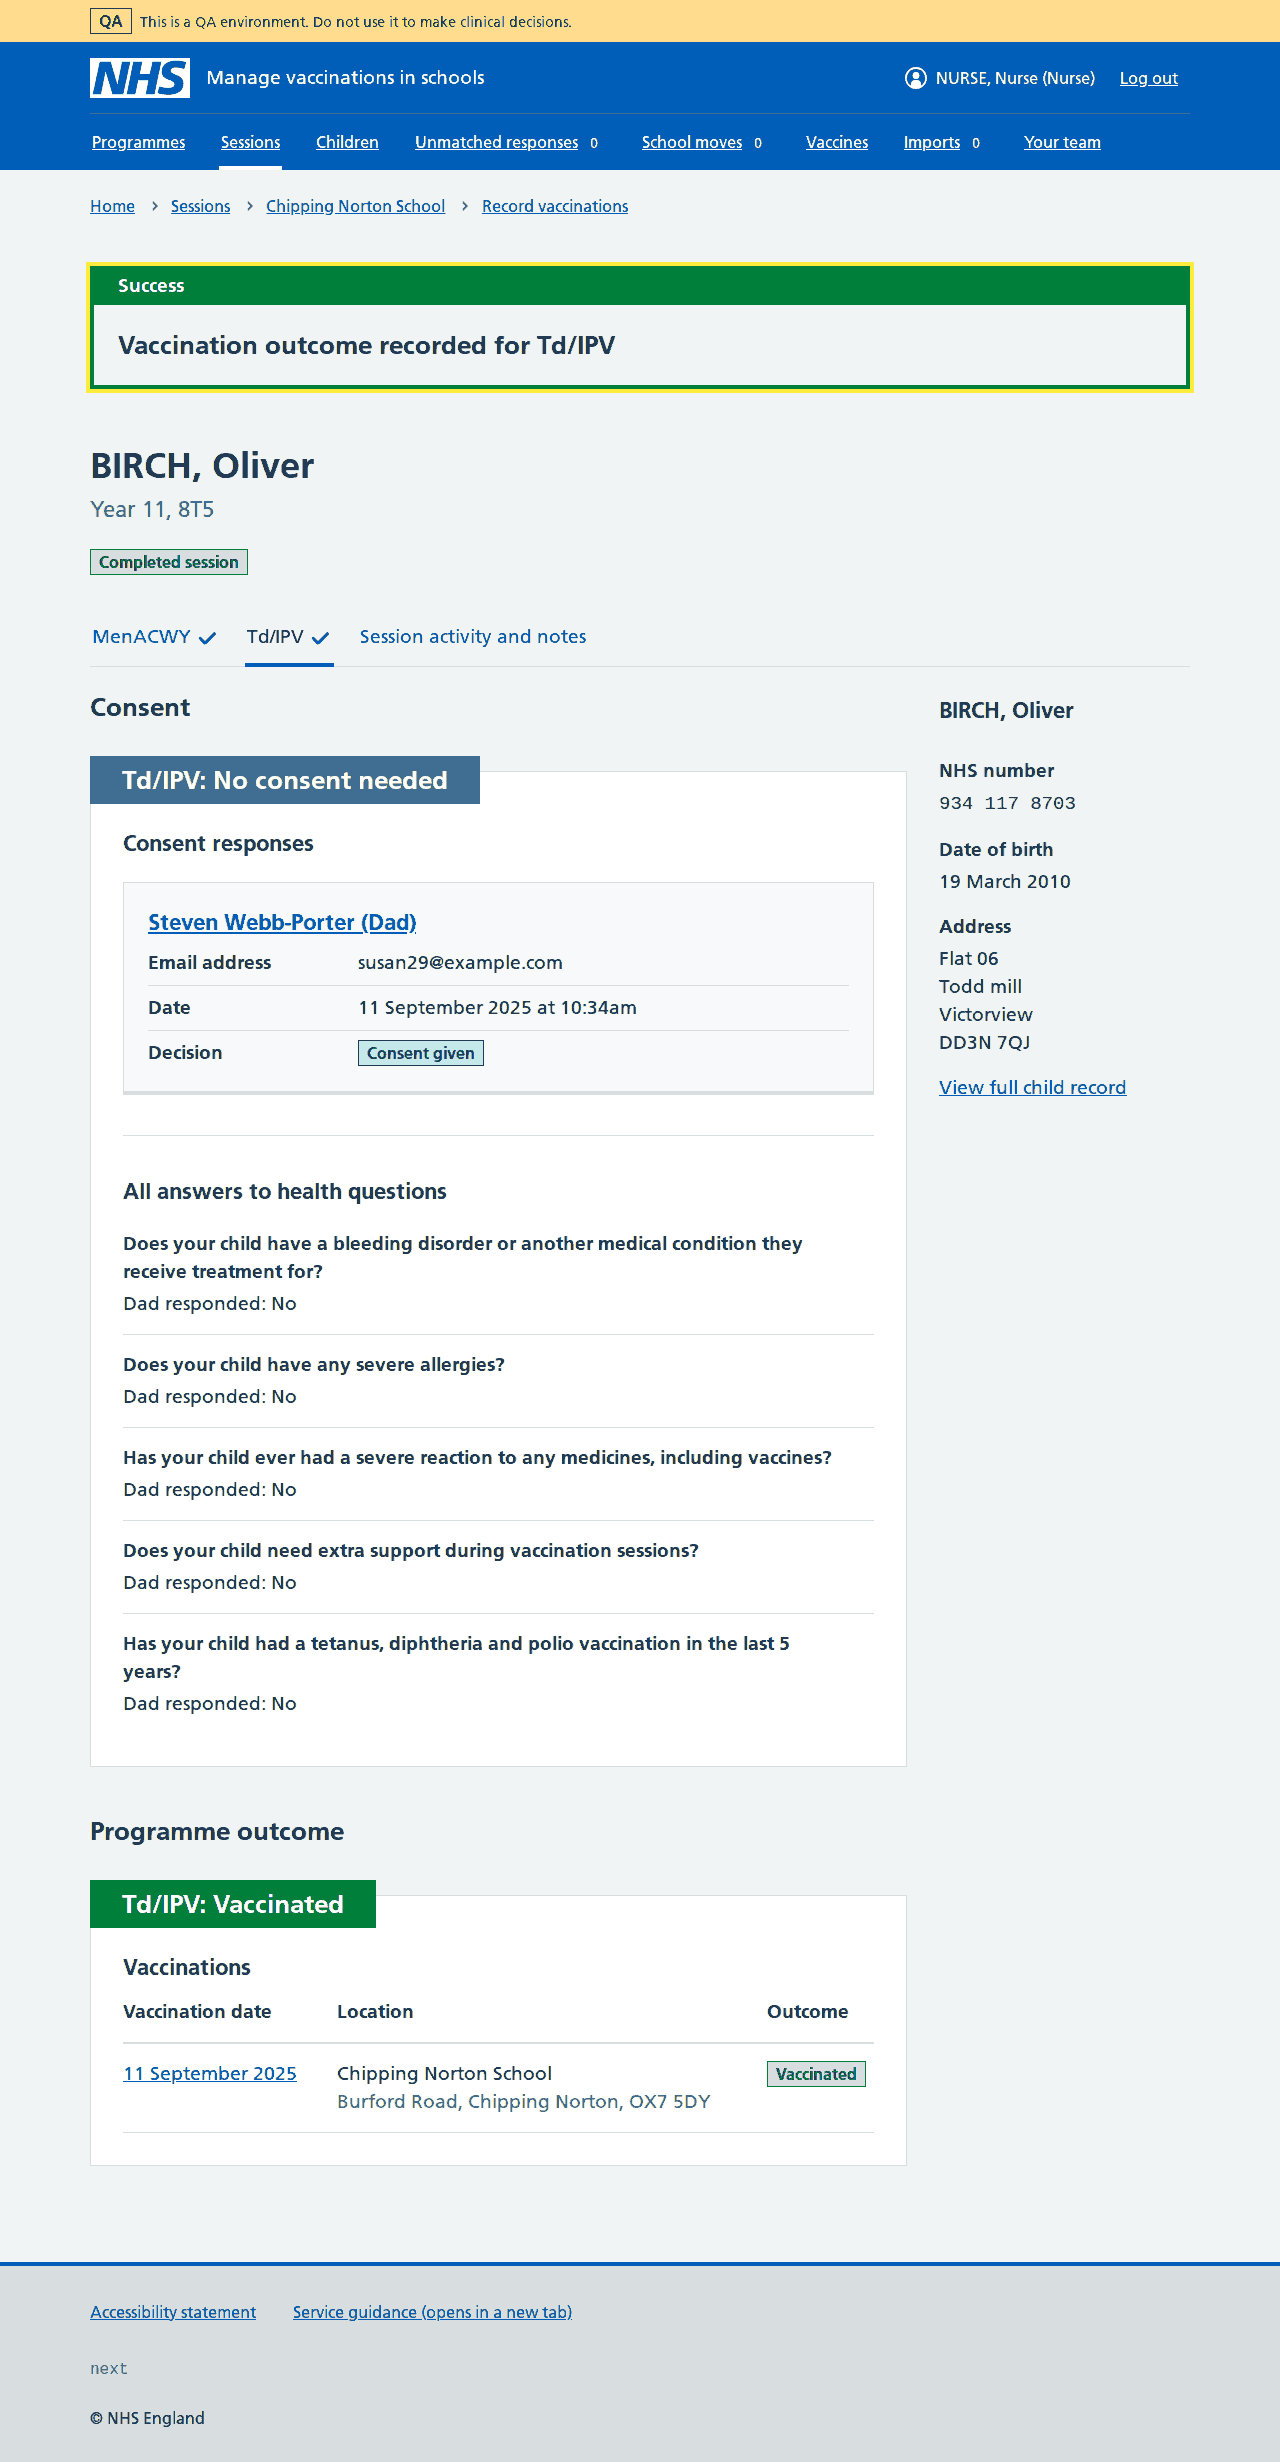 QA This is a QA environment. Do not use it to make clinical decisions.
NHS Manage vaccinations in schools NURSE, Nurse (Nurse) Log out
Programmes Sessions Children Unmatched responses 0 School moves 0 Vaccines Imports 0 Your team
Home Sessions Chipping Norton School Record vaccinations
Success
Vaccination outcome recorded for Td/IPV
BIRCH, Oliver
Year 11, 8T5
Completed session
MenACWY Td/IPV Session activity and notes
Consent
Td/IPV: No consent needed
Consent responses
Steven Webb-Porter (Dad)
Email address susan29@example.com
Date 11 September 2025 at 10:34am
Decision Consent given
All answers to health questions
Does your child have a bleeding disorder or another medical condition they
receive treatment for?
Dad responded: No
Does your child have any severe allergies?
Dad responded: No
Has your child ever had a severe reaction to any medicines, including vaccines?
Dad responded: No
Does your child need extra support during vaccination sessions?
Dad responded: No
Has your child had a tetanus, diphtheria and polio vaccination in the last 5
years?
Dad responded: No
BIRCH, Oliver
NHS number
934 117 8703
Date of birth
19 March 2010
Address
Flat 06
Todd mill
Victorview
DD3N 7QJ
View full child record
Programme outcome
Td/IPV: Vaccinated
Vaccinations
Vaccination date Location Outcome
11 September 2025 Chipping Norton School Vaccinated
Burford Road, Chipping Norton, OX7 5DY
Accessibility statement Service guidance (opens in a new tab)
next
© NHS England